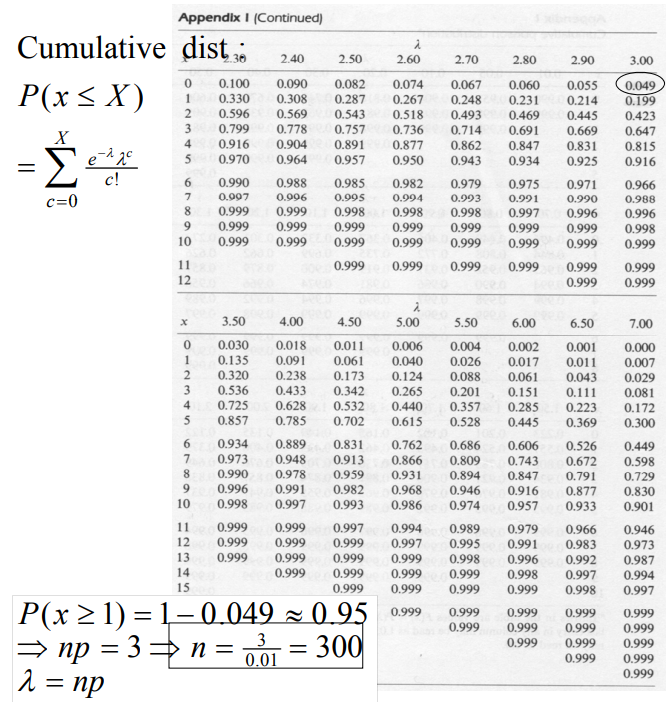 Appendix I (Continued)
Cumulative dist :
P(x ≤ X)
= ∑_{c=0}^{X} e^{-λ} λ^c / c!
λ
x 2.30 2.40 2.50 2.60 2.70 2.80 2.90 3.00
0 0.100 0.090 0.082 0.074 0.067 0.060 0.055 0.049
1 0.330 0.308 0.287 0.267 0.248 0.231 0.214 0.199
2 0.596 0.569 0.543 0.518 0.493 0.469 0.445 0.423
3 0.799 0.778 0.757 0.736 0.714 0.691 0.669 0.647
4 0.916 0.904 0.891 0.877 0.862 0.847 0.831 0.815
5 0.970 0.964 0.957 0.950 0.943 0.934 0.925 0.916
6 0.990 0.988 0.985 0.982 0.979 0.975 0.971 0.966
7 0.997 0.996 0.995 0.994 0.993 0.991 0.990 0.988
8 0.999 0.999 0.998 0.998 0.998 0.997 0.996 0.996
9 0.999 0.999 0.999 0.999 0.999 0.999 0.999 0.998
10 0.999 0.999 0.999 0.999 0.999 0.999 0.999 0.999
11 0.999 0.999 0.999 0.999 0.999 0.999
12 0.999 0.999
λ
x 3.50 4.00 4.50 5.00 5.50 6.00 6.50 7.00
0 0.030 0.018 0.011 0.006 0.004 0.002 0.001 0.000
1 0.135 0.091 0.061 0.040 0.026 0.017 0.011 0.007
2 0.320 0.238 0.173 0.124 0.088 0.061 0.043 0.029
3 0.536 0.433 0.342 0.265 0.201 0.151 0.111 0.081
4 0.725 0.628 0.532 0.440 0.357 0.285 0.223 0.172
5 0.857 0.785 0.702 0.615 0.528 0.445 0.369 0.300
6 0.934 0.889 0.831 0.762 0.686 0.606 0.526 0.449
7 0.973 0.948 0.913 0.866 0.809 0.743 0.672 0.598
8 0.990 0.978 0.959 0.931 0.894 0.847 0.791 0.729
9 0.996 0.991 0.982 0.968 0.946 0.916 0.877 0.830
10 0.998 0.997 0.993 0.986 0.974 0.957 0.933 0.901
11 0.999 0.999 0.997 0.994 0.989 0.979 0.966 0.946
12 0.999 0.999 0.999 0.997 0.995 0.991 0.983 0.973
13 0.999 0.999 0.999 0.999 0.998 0.996 0.992 0.987
14 0.999 0.999 0.999 0.999 0.998 0.997 0.994
15 0.999 0.999 0.999 0.999 0.998 0.997
0.999 0.999 0.999 0.999 0.999
0.999 0.999 0.999 0.999
0.999 0.999 0.999
0.999 0.999
0.999
P(x ≥ 1) = 1 − 0.049 ≈ 0.95
⇒ np = 3 ⇒ n = 3/0.01 = 300
λ = np